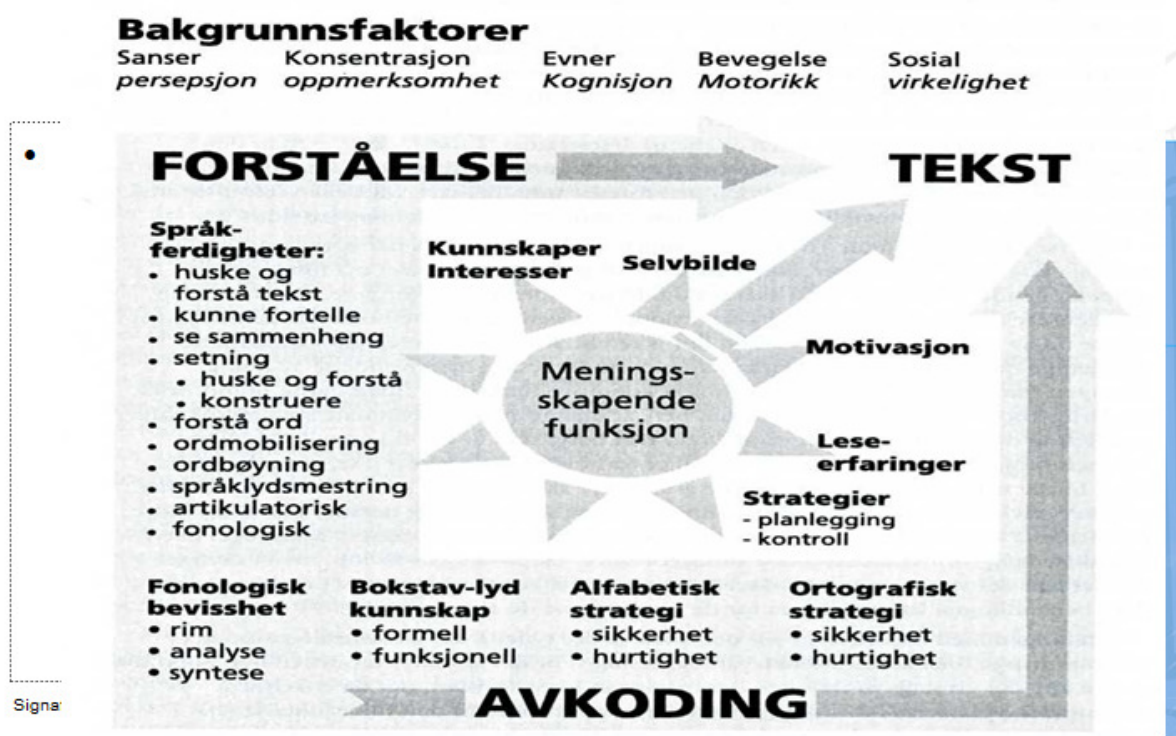 Bakgrunnsfaktorer
Sanser Konsentrasjon Evner Bevegelse Sosial
persepsjon oppmerksomhet Kognisjon Motorikk virkelighet
•
FORSTÅELSE TEKST
Språk-
ferdigheter:
• huske og
forstå tekst
• kunne fortelle
• se sammenheng
• setning
• huske og forstå
• konstruere
• forstå ord
• ordmobilisering
• ordbøyning
• språklydsmestring
• artikulatorisk
• fonologisk
Kunnskaper
Interesser
Selvbilde
Motivasjon
Menings-
skapende
funksjon
Lese-
erfaringer
Strategier
- planlegging
- kontroll
Fonologisk
bevisshet
• rim
• analyse
• syntese
Bokstav-lyd
kunnskap
• formell
• funksjonell
Alfabetisk
strategi
• sikkerhet
• hurtighet
Ortografisk
strategi
• sikkerhet
• hurtighet
AVKODING
Signa